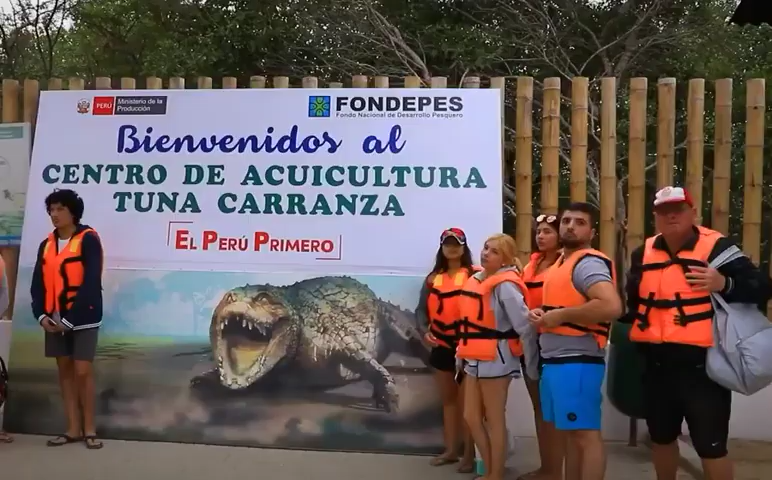 PERÚ Ministerio de la Producción
FONDEPES
Fondo Nacional de Desarrollo Pesquero
Bienvenidos al
CENTRO DE ACUICULTURA
TUNA CARRANZA
EL PERÚ PRIMERO